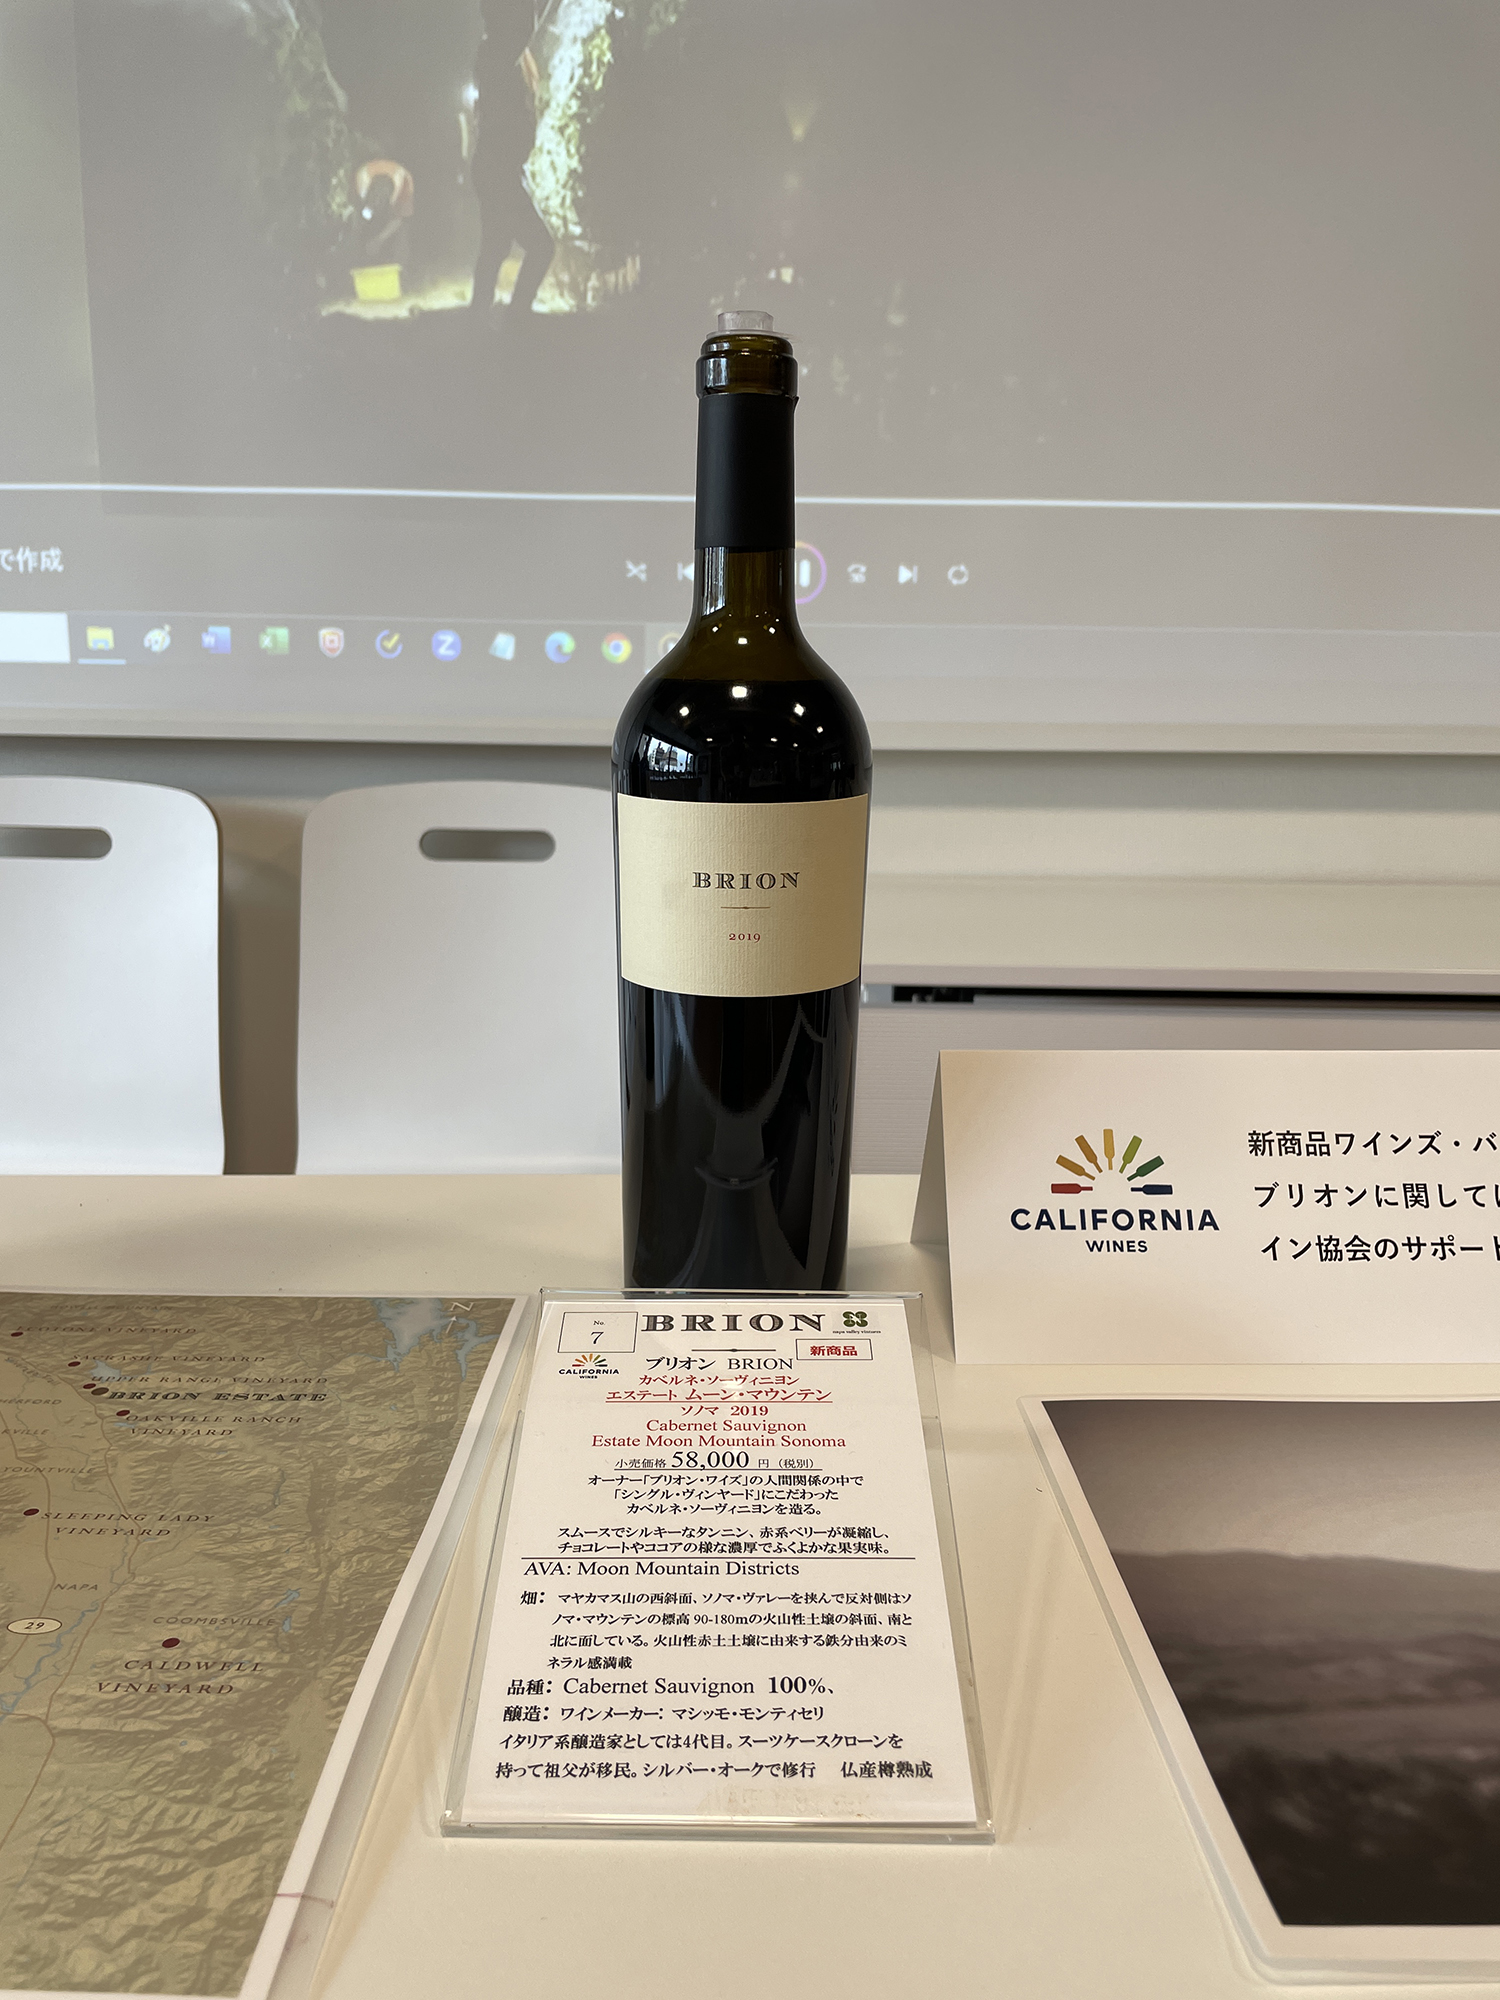 で作成
BRION
2019
CALIFORNIA
WINES
新商品ワインズ・バ
ブリオンに関しては
イン協会のサポート
N
ECOTONE VINEYARD
SACRASHE VINEYARD
UPPER RANGE VINEYARD
BRION ESTATE
OAKVILLE RANCH
VINEYARD
YOUNTVILLE
SLEEPING LADY
VINEYARD
NAPA
COOMBSVILLE
29
CALDWELL
VINEYARD
No.
7
BRION
napa valley vintners
新商品
CALIFORNIA
WINES
ブリオン BRION
カベルネ・ソーヴィニヨン
エステート ムーン・マウンテン
ソノマ 2019
Cabernet Sauvignon
Estate Moon Mountain Sonoma
小売価格 58,000 円（税別）
オーナー「ブリオン・ワイズ」の人間関係の中で
「シングル・ヴィンヤード」にこだわった
カベルネ・ソーヴィニヨンを造る。
スムースでシルキーなタンニン、赤系ベリーが凝縮し、
チョコレートやココアの様な濃厚でふくよかな果実味。
AVA: Moon Mountain Districts
畑： マヤカマス山の西斜面、ソノマ・ヴァレーを挟んで反対側はソ
ノマ・マウンテンの標高 90-180mの火山性土壌の斜面、南と
北に面している。火山性赤土土壌に由来する鉄分由来のミ
ネラル感満載
品種： Cabernet Sauvignon 100%、
醸造： ワインメーカー： マシッモ・モンティセリ
イタリア系醸造家としては4代目。スーツケースクローンを
持って祖父が移民。シルバー・オークで修行 仏産樽熟成